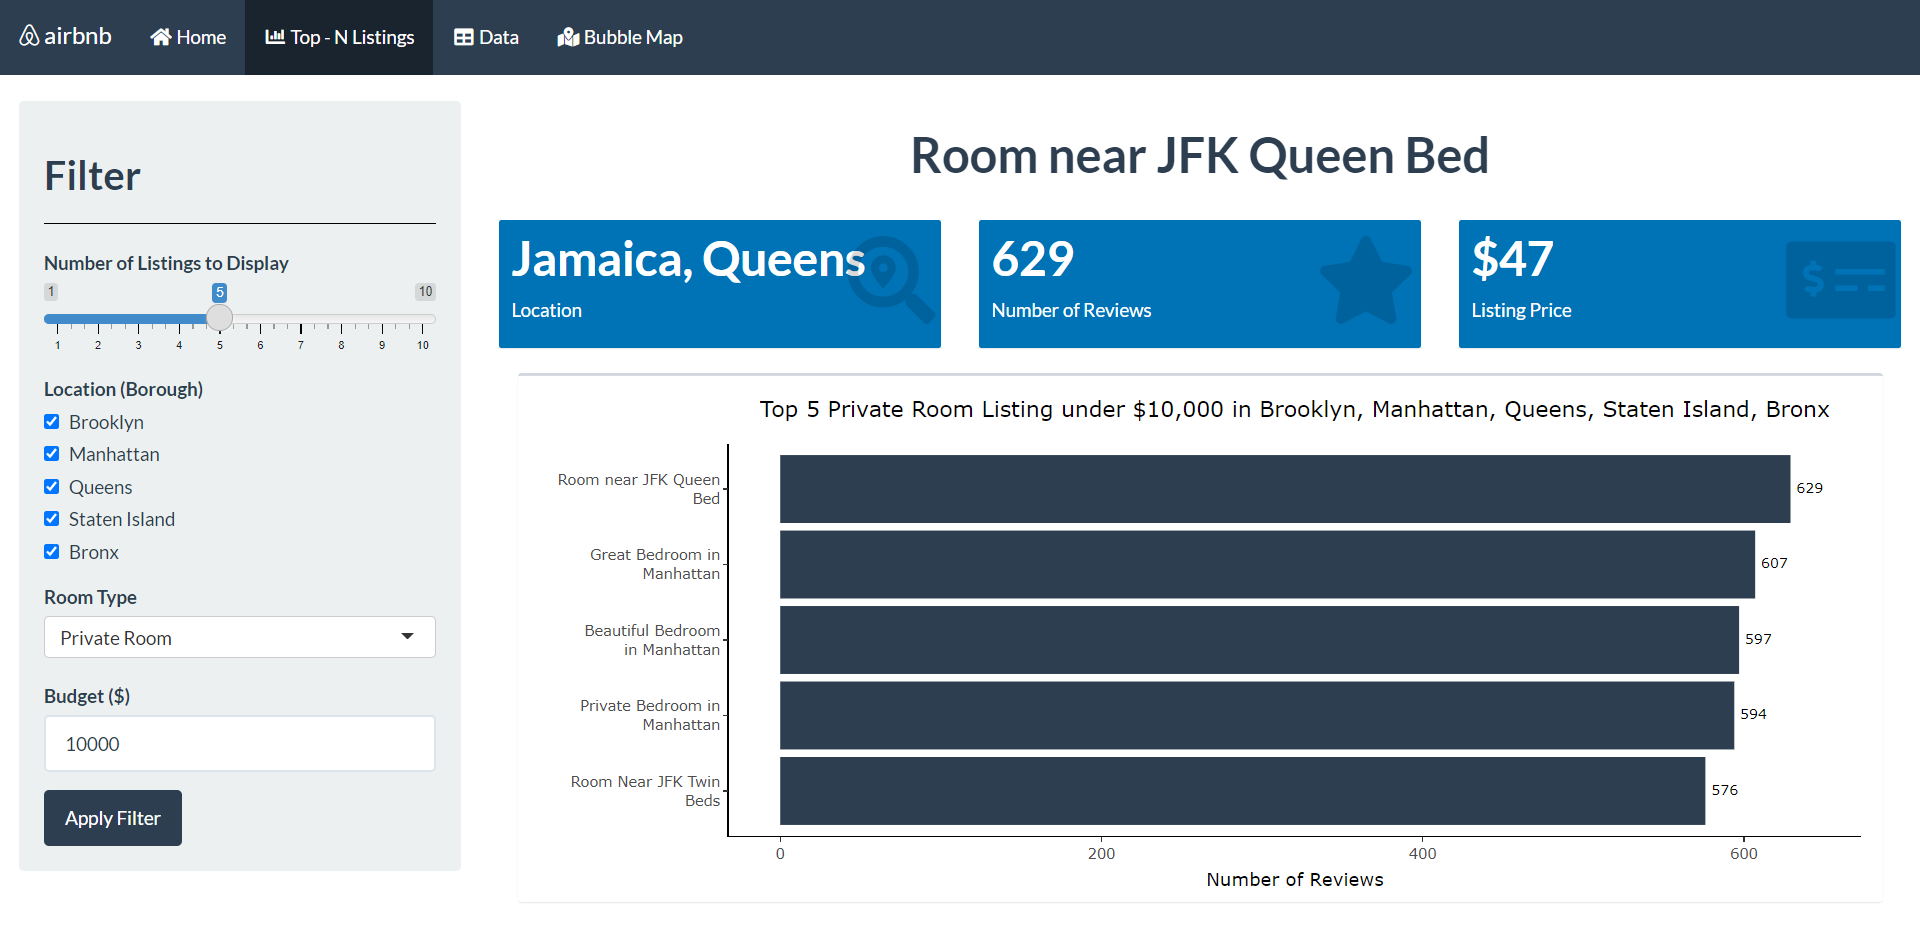 airbnb Home Top - N Listings Data Bubble Map
Filter
Number of Listings to Display
1 5 10
1 2 3 4 5 6 7 8 9 10
Location (Borough)
Brooklyn
Manhattan
Queens
Staten Island
Bronx
Room Type
Private Room
Budget ($)
10000
Apply Filter
Room near JFK Queen Bed
Jamaica, Queens
Location
629
Number of Reviews
$47
Listing Price
$
Top 5 Private Room Listing under $10,000 in Brooklyn, Manhattan, Queens, Staten Island, Bronx
Room near JFK Queen
Bed
629
Great Bedroom in
Manhattan
607
Beautiful Bedroom
in Manhattan
597
Private Bedroom in
Manhattan
594
Room Near JFK Twin
Beds
576
0 200 400 600
Number of Reviews